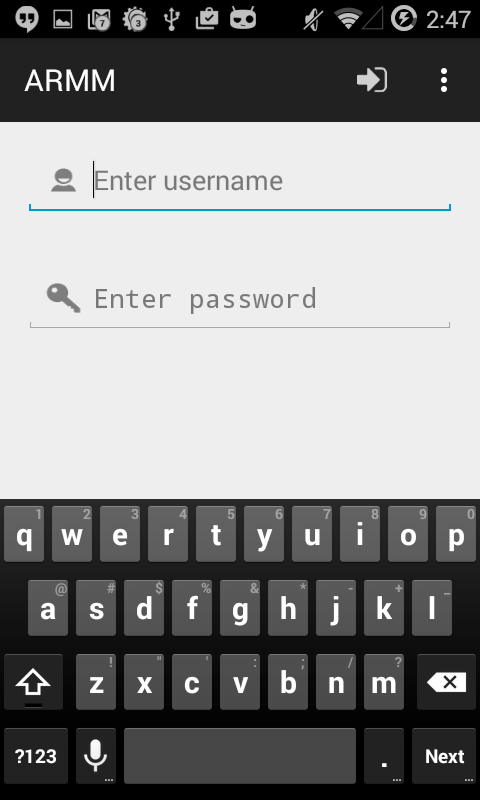 7 3 2:47
ARMM
Enter username
Enter password
1 2 3 4 5 6 7 8 9 0
q w e r t y u i o p
@ # $ % & * - + _
a s d f g h j k l
! " ' : ; / ?
z x c v b n m
?123 ... . ... Next ...